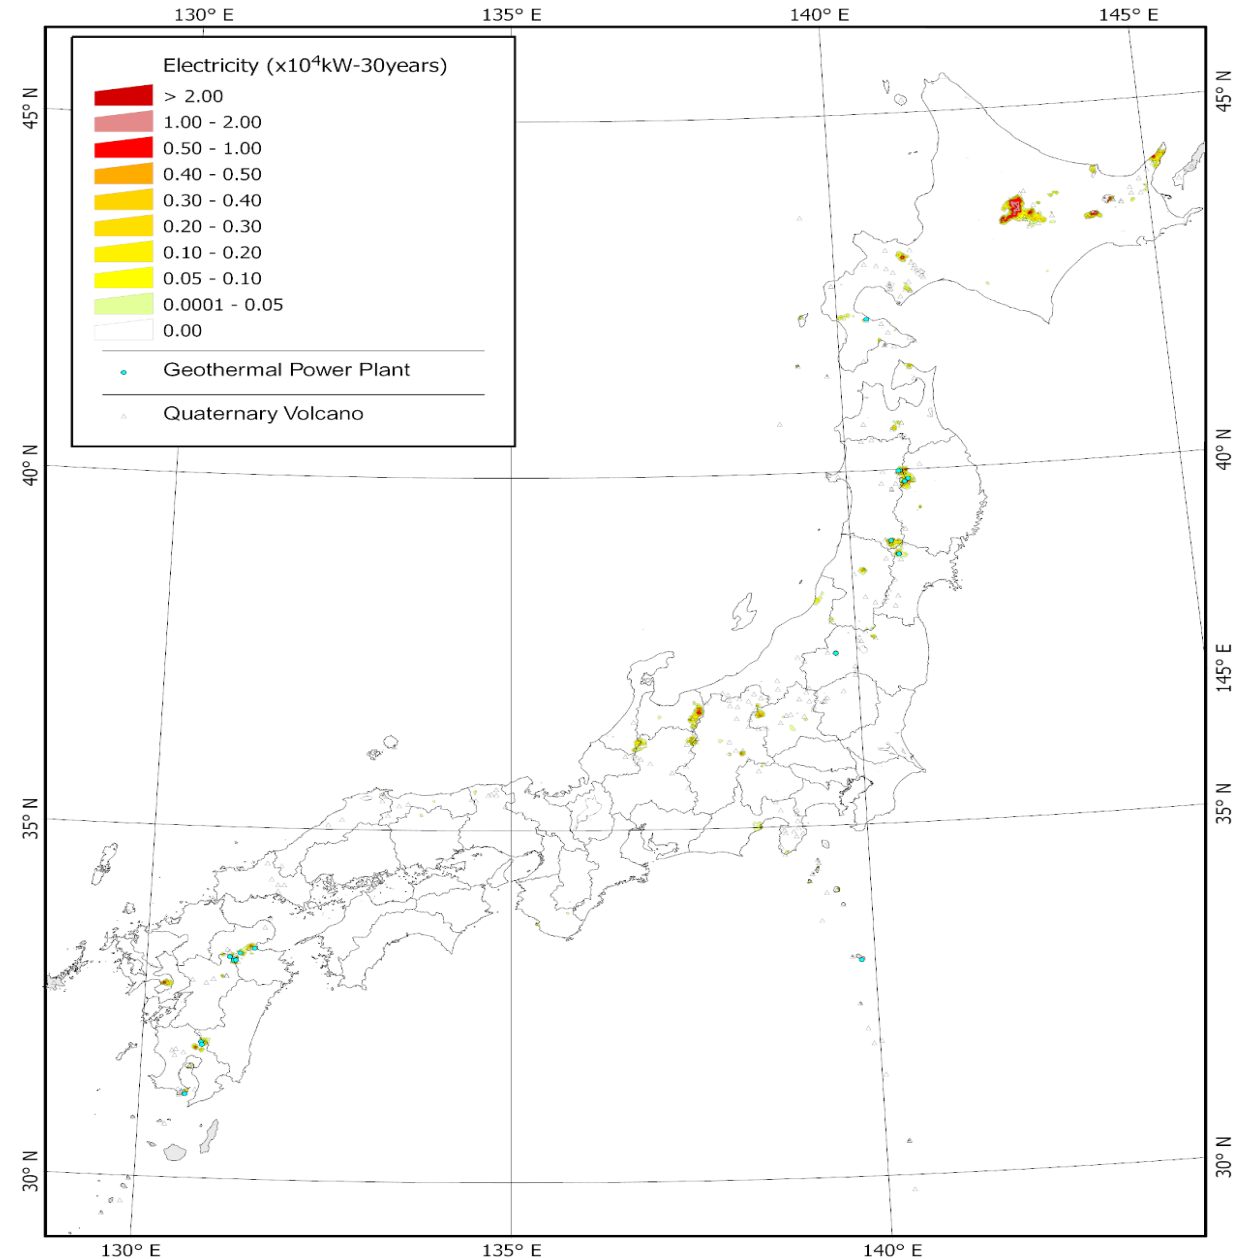 130° E 135° E 140° E 145° E
Electricity (x10⁴kW-30years)
> 2.00
1.00 - 2.00
0.50 - 1.00
0.40 - 0.50
0.30 - 0.40
0.20 - 0.30
0.10 - 0.20
0.05 - 0.10
0.0001 - 0.05
0.00
Geothermal Power Plant
Quaternary Volcano
45° N
40° N
35° N
30° N
45° N
40° N
145° E
35° N
30° N
130° E 135° E 140° E